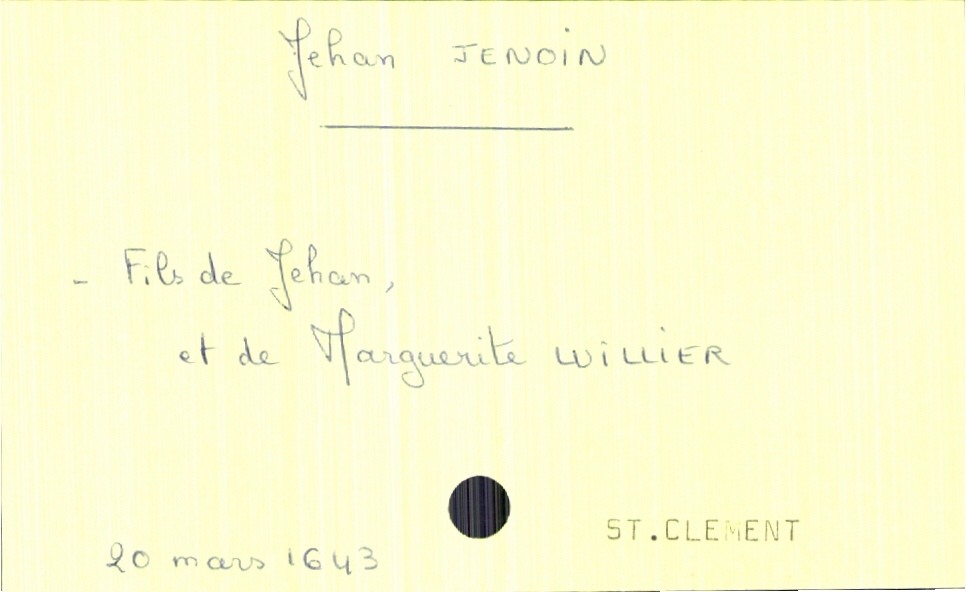 Jehan JENOIN
- Fils de Jehan,
et de Marguerite WILLIER
ST.CLEMENT
20 mars 1643